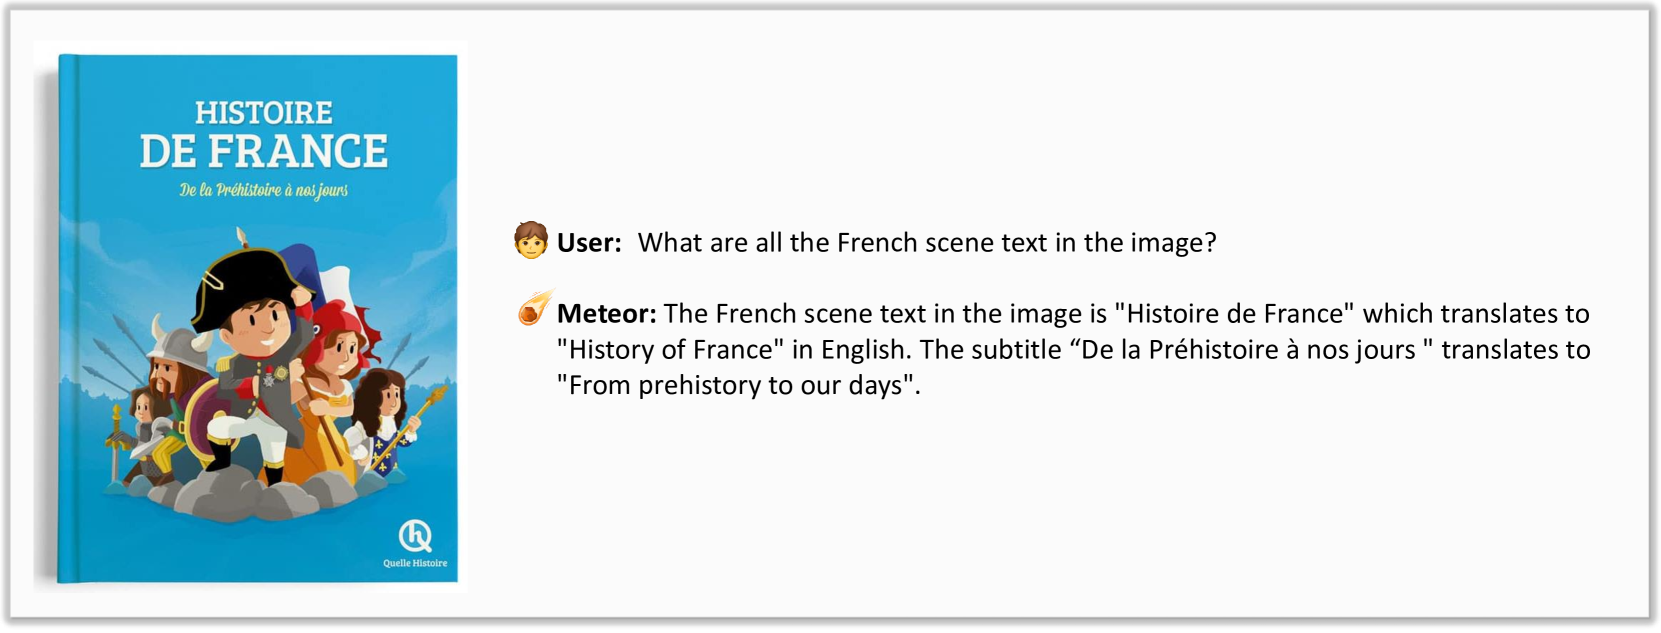 HISTOIRE
DE FRANCE
De la Préhistoire à nos jours
Quelle Histoire
User: What are all the French scene text in the image?
Meteor: The French scene text in the image is "Histoire de France" which translates to
"History of France" in English. The subtitle “De la Préhistoire à nos jours " translates to
"From prehistory to our days".